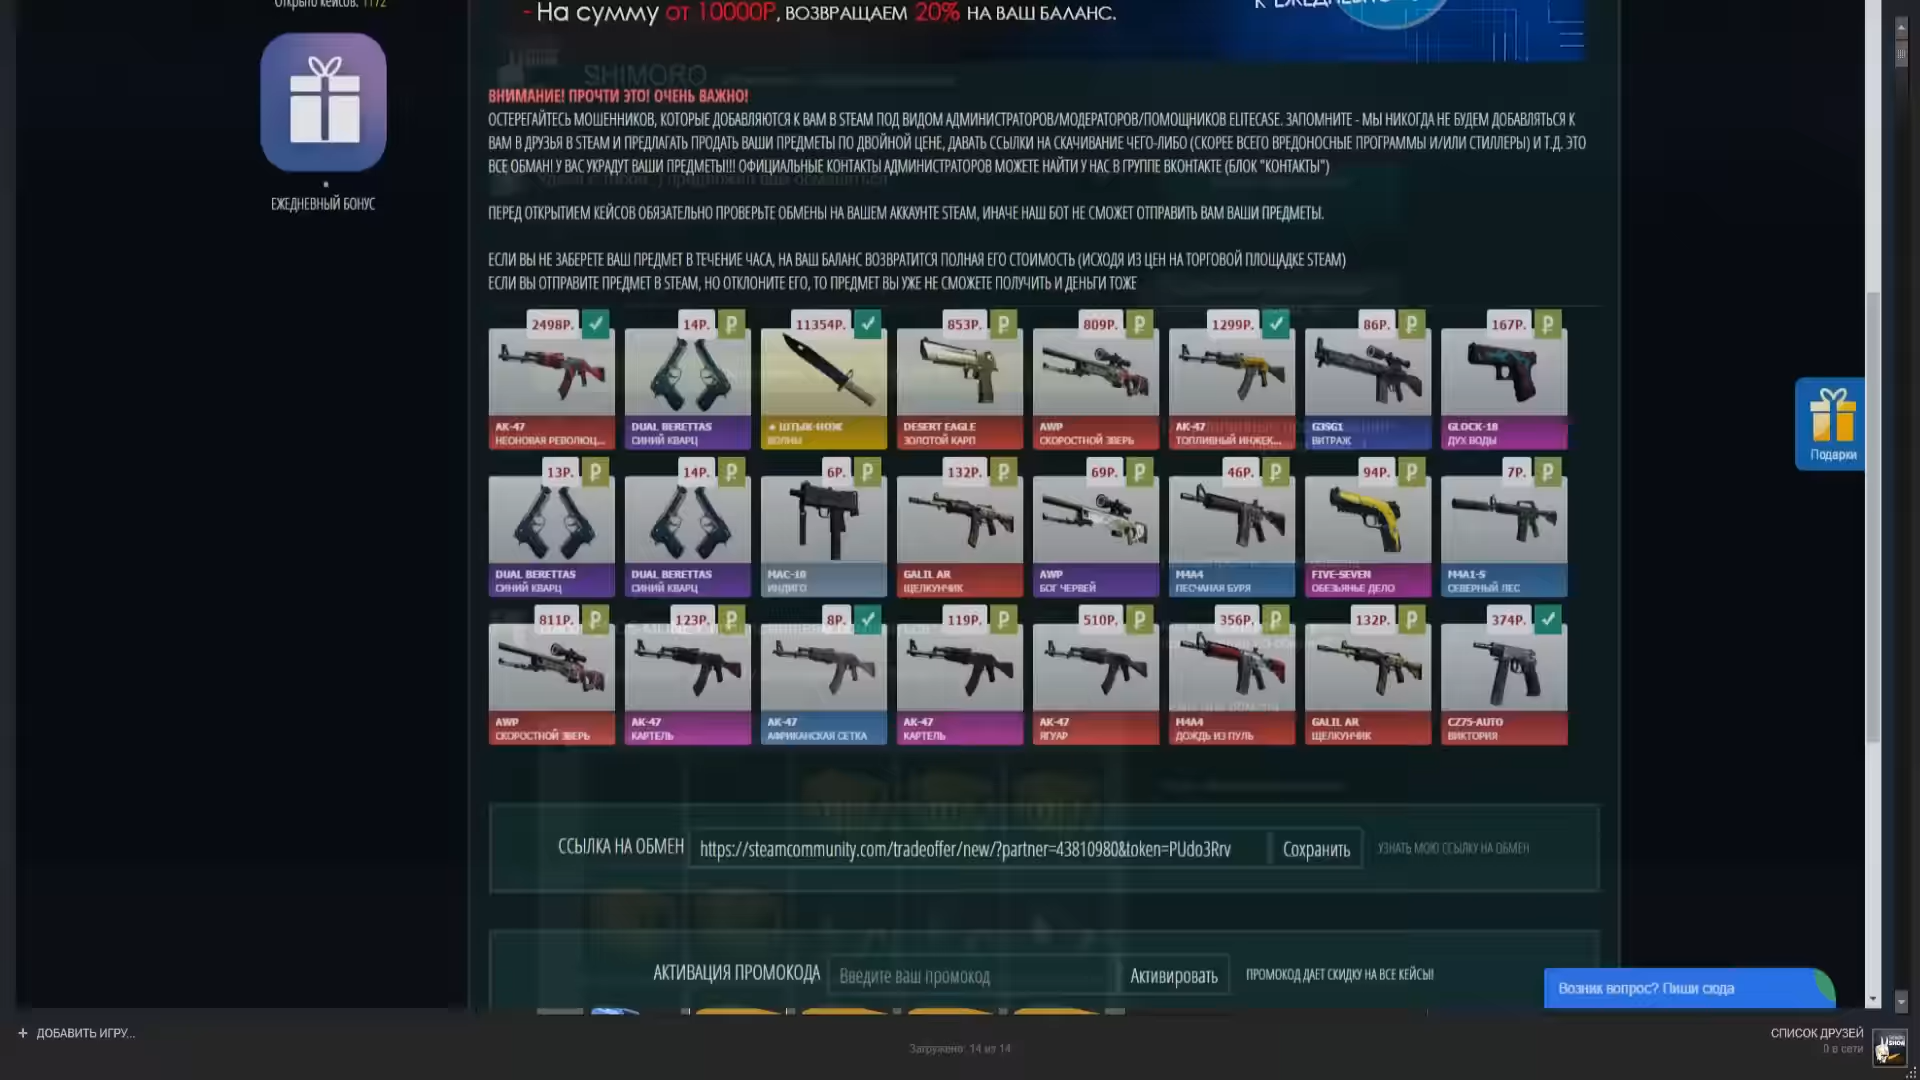 Открыто кейсов: 1172
- На сумму от 10000Р, ВОЗВРАЩАЕМ 20% НА ВАШ БАЛАНС.
SHIMORO
ВНИМАНИЕ! ПРОЧТИ ЭТО! ОЧЕНЬ ВАЖНО!
ОСТЕРЕГАЙТЕСЬ МОШЕННИКОВ, КОТОРЫЕ ДОБАВЛЯЮТСЯ К ВАМ В STEAM ПОД ВИДОМ АДМИНИСТРАТОРОВ/МОДЕРАТОРОВ/ПОМОЩНИКОВ ELITECASE. ЗАПОМНИТЕ - МЫ НИКОГДА НЕ БУДЕМ ДОБАВЛЯТЬСЯ К
ВАМ В ДРУЗЬЯ В STEAM И ПРЕДЛАГАТЬ ПРОДАТЬ ВАШИ ПРЕДМЕТЫ ПО ДВОЙНОЙ ЦЕНЕ, ДАВАТЬ ССЫЛКИ НА СКАЧИВАНИЕ ЧЕГО-ЛИБО (СКОРЕЕ ВСЕГО ВРЕДОНОСНЫЕ ПРОГРАММЫ И/ИЛИ СТИЛЛЕРЫ) И Т.Д. ЭТО
ВСЕ ОБМАН! У ВАС УКРАДУТ ВАШИ ПРЕДМЕТЫ!!! ОФИЦИАЛЬНЫЕ КОНТАКТЫ АДМИНИСТРАТОРОВ МОЖЕТЕ НАЙТИ У НАС В ГРУППЕ ВКОНТАКТЕ (БЛОК "КОНТАКТЫ")
ЕЖЕДНЕВНЫЙ БОНУС
ПЕРЕД ОТКРЫТИЕМ КЕЙСОВ ОБЯЗАТЕЛЬНО ПРОВЕРЬТЕ ОБМЕНЫ НА ВАШЕМ АККАУНТЕ STEAM, ИНАЧЕ НАШ БОТ НЕ СМОЖЕТ ОТПРАВИТЬ ВАМ ВАШИ ПРЕДМЕТЫ.
ЕСЛИ ВЫ НЕ ЗАБЕРЕТЕ ВАШ ПРЕДМЕТ В ТЕЧЕНИЕ ЧАСА, НА ВАШ БАЛАНС ВОЗВРАТИТСЯ ПОЛНАЯ ЕГО СТОИМОСТЬ (ИСХОДЯ ИЗ ЦЕН НА ТОРГОВОЙ ПЛОЩАДКЕ STEAM)
ЕСЛИ ВЫ ОТПРАВИТЕ ПРЕДМЕТ В STEAM, НО ОТКЛОНИТЕ ЕГО, ТО ПРЕДМЕТ ВЫ УЖЕ НЕ СМОЖЕТЕ ПОЛУЧИТЬ И ДЕНЬГИ ТОЖЕ
2498Р. 14Р. 11354Р. 853Р. 809Р. 1299Р. 86Р. 167Р.
AK-47 DUAL BERETTAS ★ ШТЫК-НОЖ DESERT EAGLE AWP AK-47 G3SG1 GLOCK-18
НЕОНОВАЯ РЕВОЛЮЦ... СИНИЙ КВАРЦ ВОЛНЫ ЗОЛОТОЙ КАРП СКОРОСТНОЙ ЗВЕРЬ ТОПЛИВНЫЙ ИНЖЕК... ВИТРАЖ ДУХ ВОДЫ
Подарки
13Р. 14Р. 6Р. 132Р. 69Р. 46Р. 94Р. 7Р.
DUAL BERETTAS DUAL BERETTAS MAC-10 GALIL AR AWP M4A4 FIVE-SEVEN M4A1-S
СИНИЙ КВАРЦ СИНИЙ КВАРЦ ИНДИГО ЩЕЛКУНЧИК БОГ ЧЕРВЕЙ ПЕСЧАНАЯ БУРЯ ОБЕЗЬЯНЬЕ ДЕЛО СЕВЕРНЫЙ ЛЕС
811Р. 123Р. 8Р. 119Р. 510Р. 356Р. 132Р. 374Р.
AWP AK-47 AK-47 AK-47 AK-47 M4A4 GALIL AR CZ75-AUTO
СКОРОСТНОЙ ЗВЕРЬ КАРТЕЛЬ АФРИКАНСКАЯ СЕТКА КАРТЕЛЬ ЯГУАР ДОЖДЬ ИЗ ПУЛЬ ЩЕЛКУНЧИК ВИКТОРИЯ
ССЫЛКА НА ОБМЕН https://steamcommunity.com/tradeoffer/new/?partner=43810980&token=PUdo3Rrv Сохранить УЗНАТЬ МОЮ ССЫЛКУ НА ОБМЕН
АКТИВАЦИЯ ПРОМОКОДА Введите ваш промокод Активировать ПРОМОКОД ДАЕТ СКИДКУ НА ВСЕ КЕЙСЫ!
Возник вопрос? Пиши сюда
+ ДОБАВИТЬ ИГРУ...
Загружено: 14 из 14
СПИСОК ДРУЗЕЙ
0 в сети